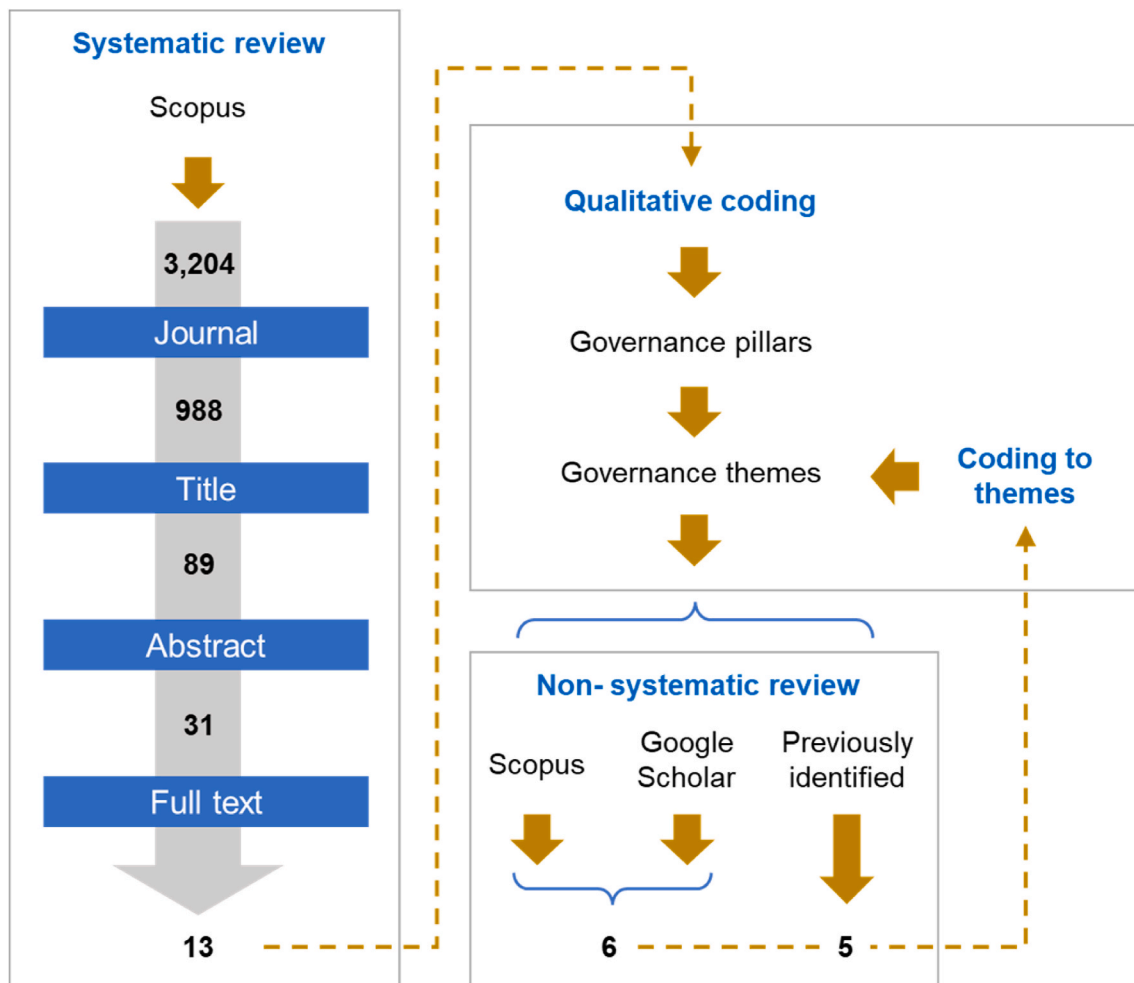 Systematic review
Scopus
3,204
Journal
988
Title
89
Abstract
31
Full text
13
Qualitative coding
Governance pillars
Governance themes
Coding to
themes
Non- systematic review
Scopus
Google
Scholar
Previously
identified
6
5